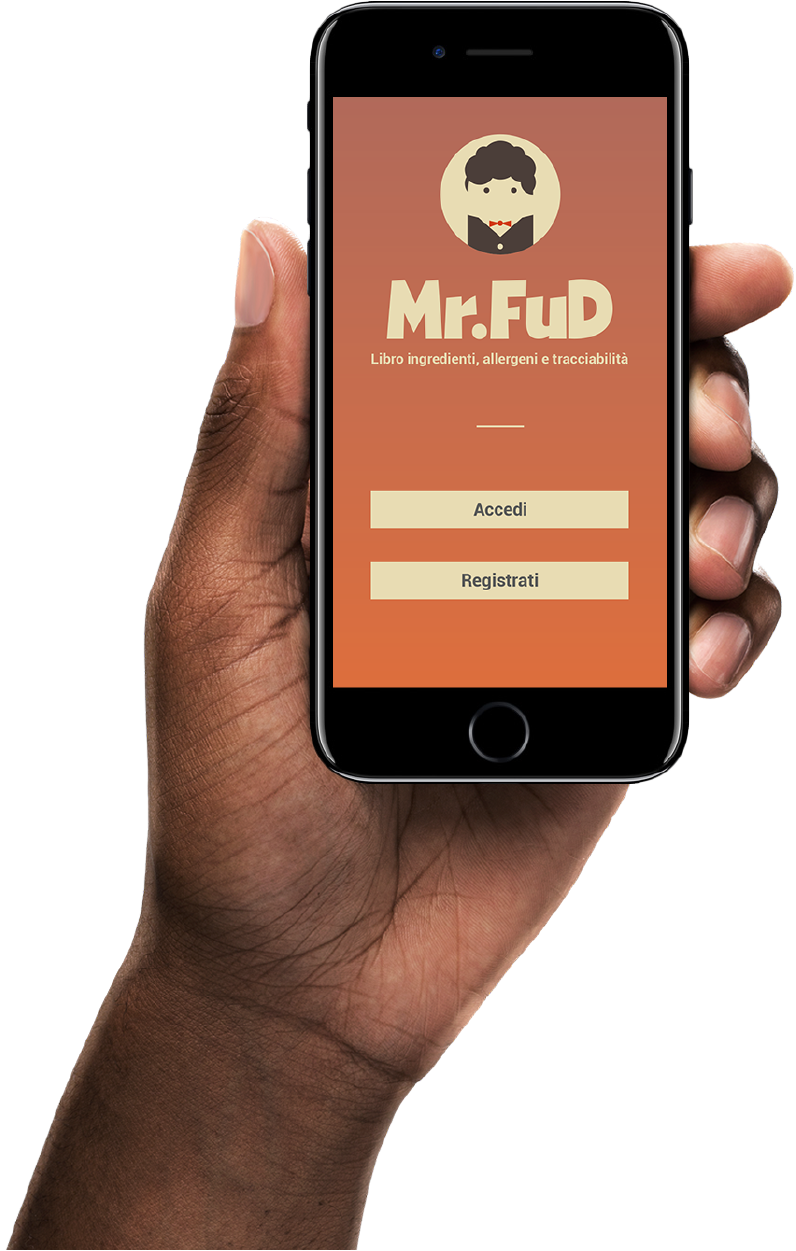 Mr.FuD
Libro ingredienti, allergeni e tracciabilità
Accedi
Registrati